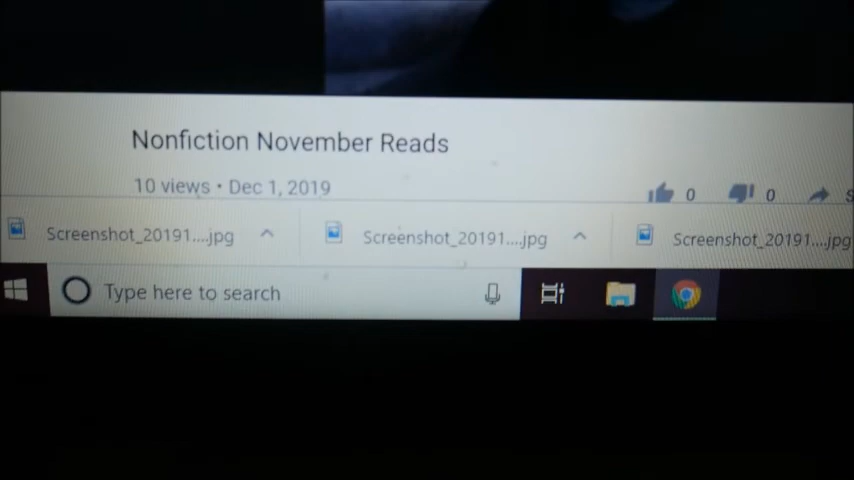 Nonfiction November Reads
10 views • Dec 1, 2019
0 0 S
Screenshot_20191....jpg Screenshot_20191....jpg Screenshot_20191....jpg
Type here to search